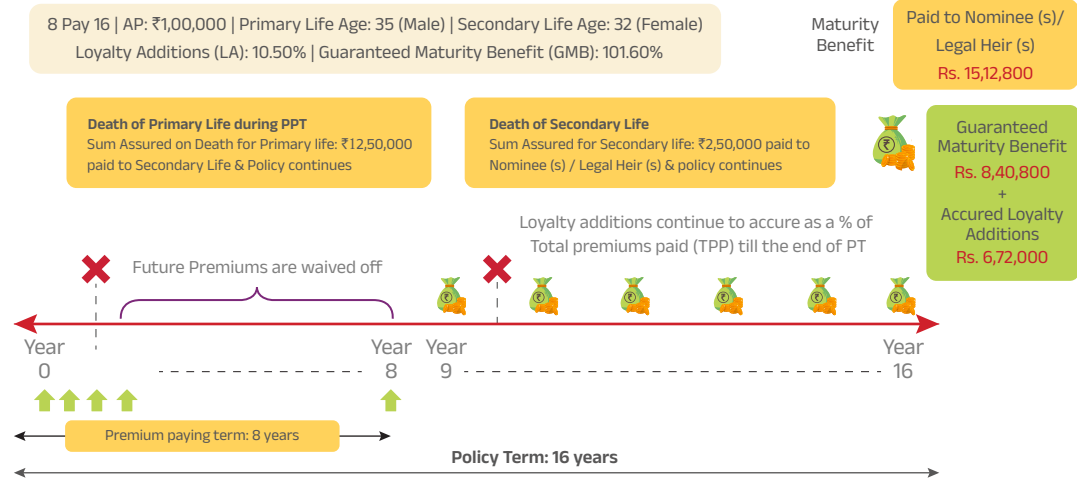 8 Pay 16 | AP: ₹1,00,000 | Primary Life Age: 35 (Male) | Secondary Life Age: 32 (Female)
Loyalty Additions (LA): 10.50% | Guaranteed Maturity Benefit (GMB): 101.60%
Maturity
Benefit
Paid to Nominee (s)/
Legal Heir (s)
Rs. 15,12,800
Death of Primary Life during PPT
Sum Assured on Death for Primary life: ₹12,50,000
paid to Secondary Life & Policy continues
Death of Secondary Life
Sum Assured for Secondary life: ₹2,50,000 paid to
Nominee (s) / Legal Heir (s) & policy continues
₹
Guaranteed
Maturity Benefit
Rs. 8,40,800
+
Accured Loyalty
Additions
Rs. 6,72,000
Loyalty additions continue to accure as a % of
Total premiums paid (TPP) till the end of PT
Future Premiums are waived off
₹
₹
₹
₹
₹
₹
Year
0
Year
8
Year
9
Year
16
Premium paying term: 8 years
Policy Term: 16 years